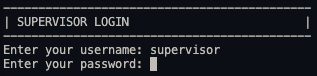 | SUPERVISOR LOGIN |
Enter your username: supervisor
Enter your password: